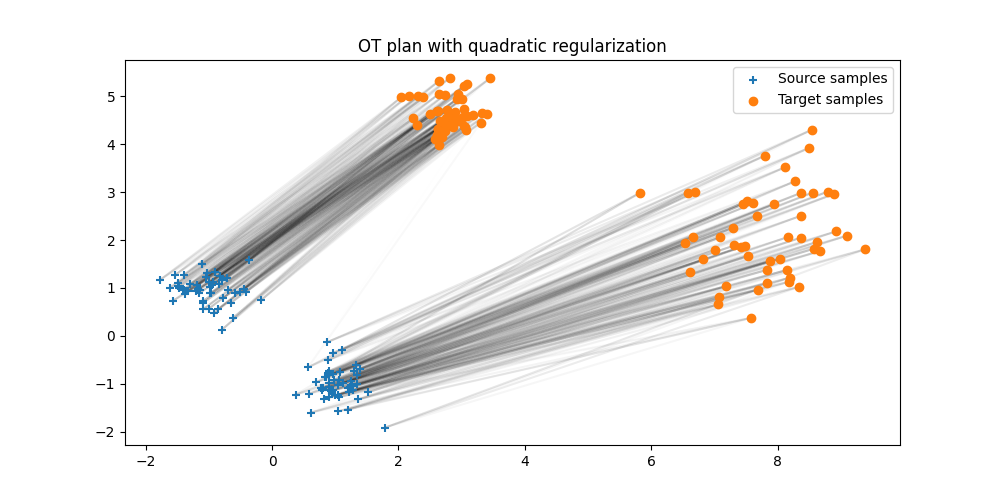 OT plan with quadratic regularization
Source samples
Target samples
5
4
3
2
1
0
−1
−2
−2 0 2 4 6 8